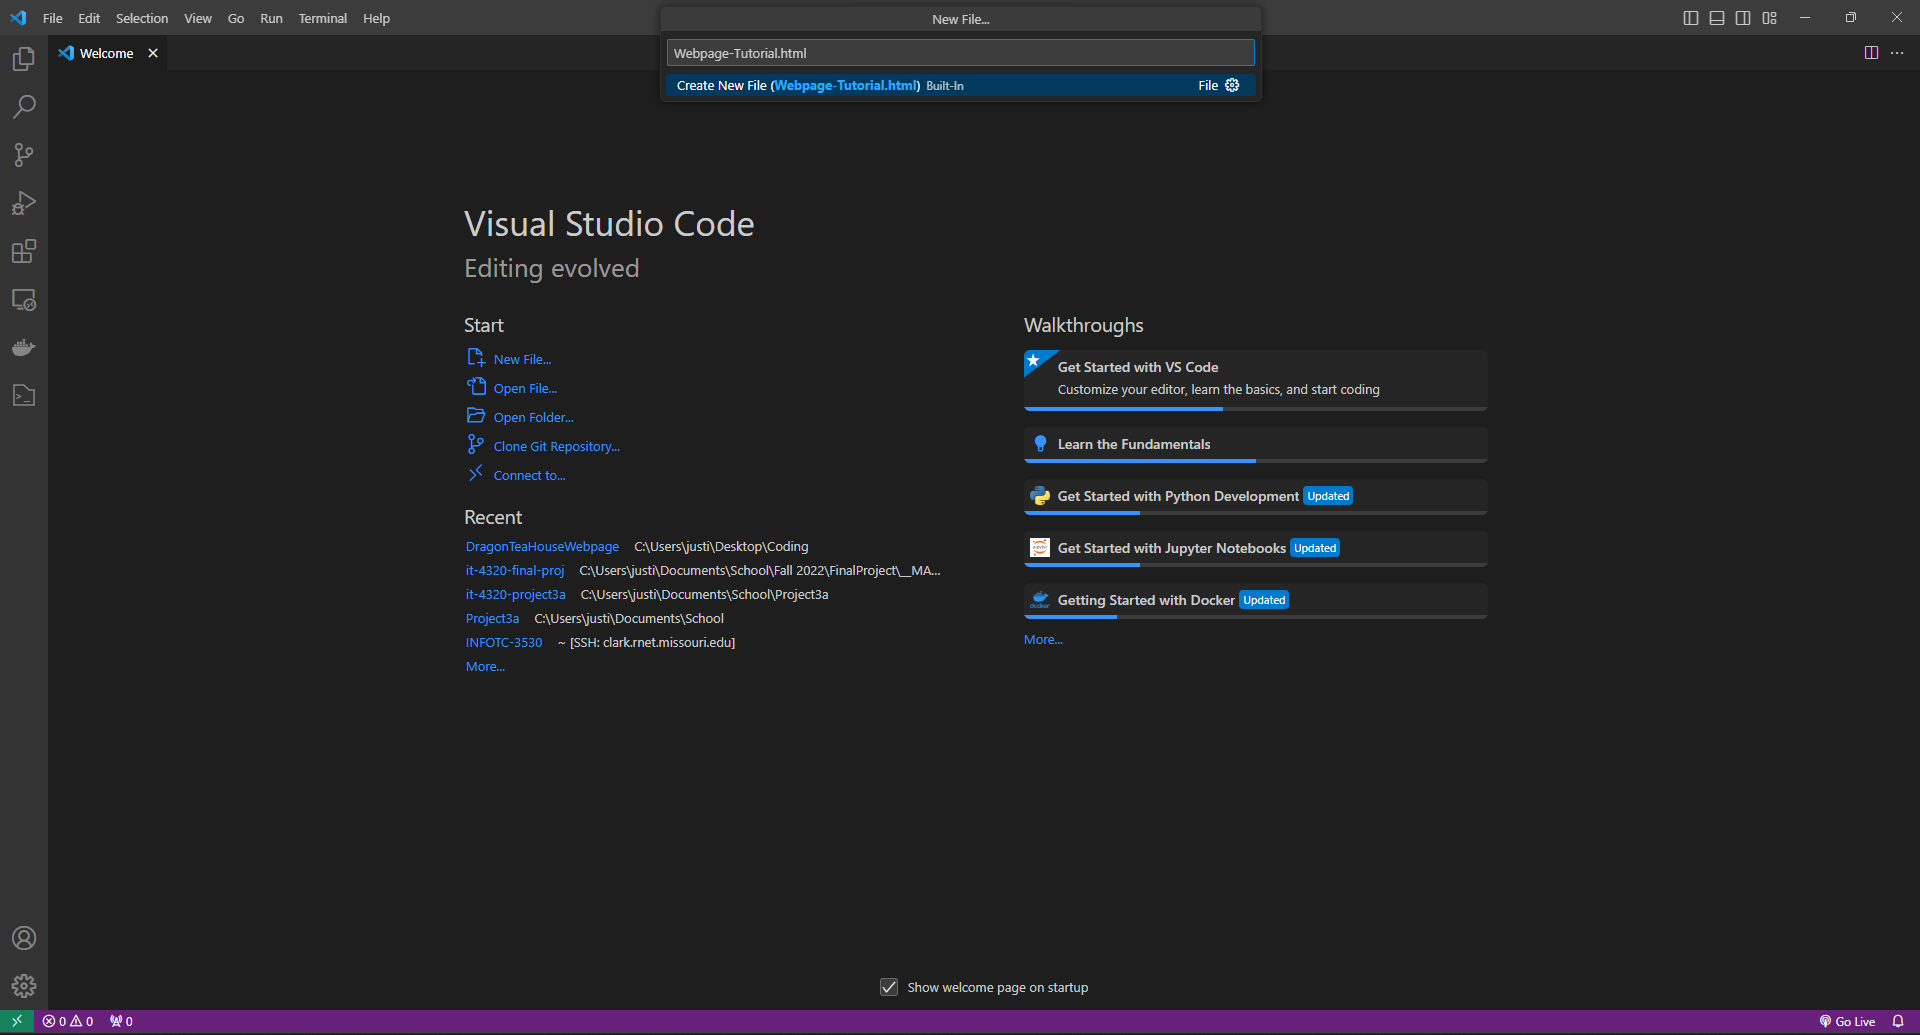 File Edit Selection View Go Run Terminal Help
New File...
Webpage-Tutorial.html
Create New File (Webpage-Tutorial.html) Built-In File
Welcome
Visual Studio Code
Editing evolved
Start
New File...
Open File...
Open Folder...
Clone Git Repository...
Connect to...
Recent
DragonTeaHouseWebpage C:\Users\justi\Desktop\Coding
it-4320-final-proj C:\Users\justi\Documents\School\Fall 2022\FinalProject\__MA...
it-4320-project3a C:\Users\justi\Documents\School\Project3a
Project3a C:\Users\justi\Documents\School
INFOTC-3530 ~ [SSH: clark.rnet.missouri.edu]
More...
Walkthroughs
Get Started with VS Code
Customize your editor, learn the basics, and start coding
Learn the Fundamentals
Get Started with Python Development Updated
Get Started with Jupyter Notebooks Updated
Getting Started with Docker Updated
More...
Show welcome page on startup
0 0 0 Go Live